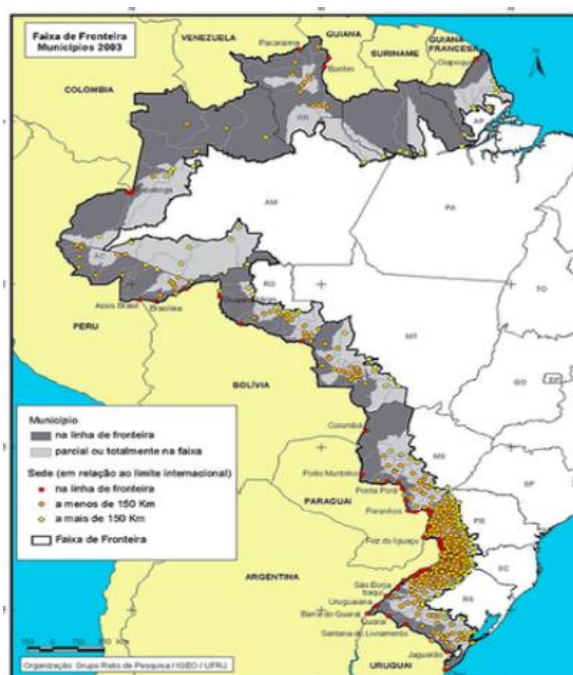 Faixa de Fronteira
Municípios 2003
VENEZUELA
GUIANA
SURINAME
GUIANA
FRANCESA
Pacaraima
Bonfim
Oiapoque
COLOMBIA
RR
AP
Tabatinga
AM
PA
AC
RO
TO
Assis Brasil
Brasiléia
Guajará-Mirim
PERU
MT
GO
DF
BOLÍVIA
Corumbá
MS
Município
na linha de fronteira
parcial ou totalmente na faixa
Sede (em relação ao limite internacional)
na linha de fronteira
a menos de 150 Km
a mais de 150 Km
Faixa de Fronteira
Porto Murtinho
SP
Ponta Porã
PARAGUAI
Paranhos
PR
Foz do Iguaçu
SC
ARGENTINA
São Borja
Itaqui
RS
Uruguaiana
Barra do Quaraí
Quaraí
Santana do Livramento
Jaguarão
URUGUAI
Organização: Grupo Retis de Pesquisa / IGEO / UFRJ.